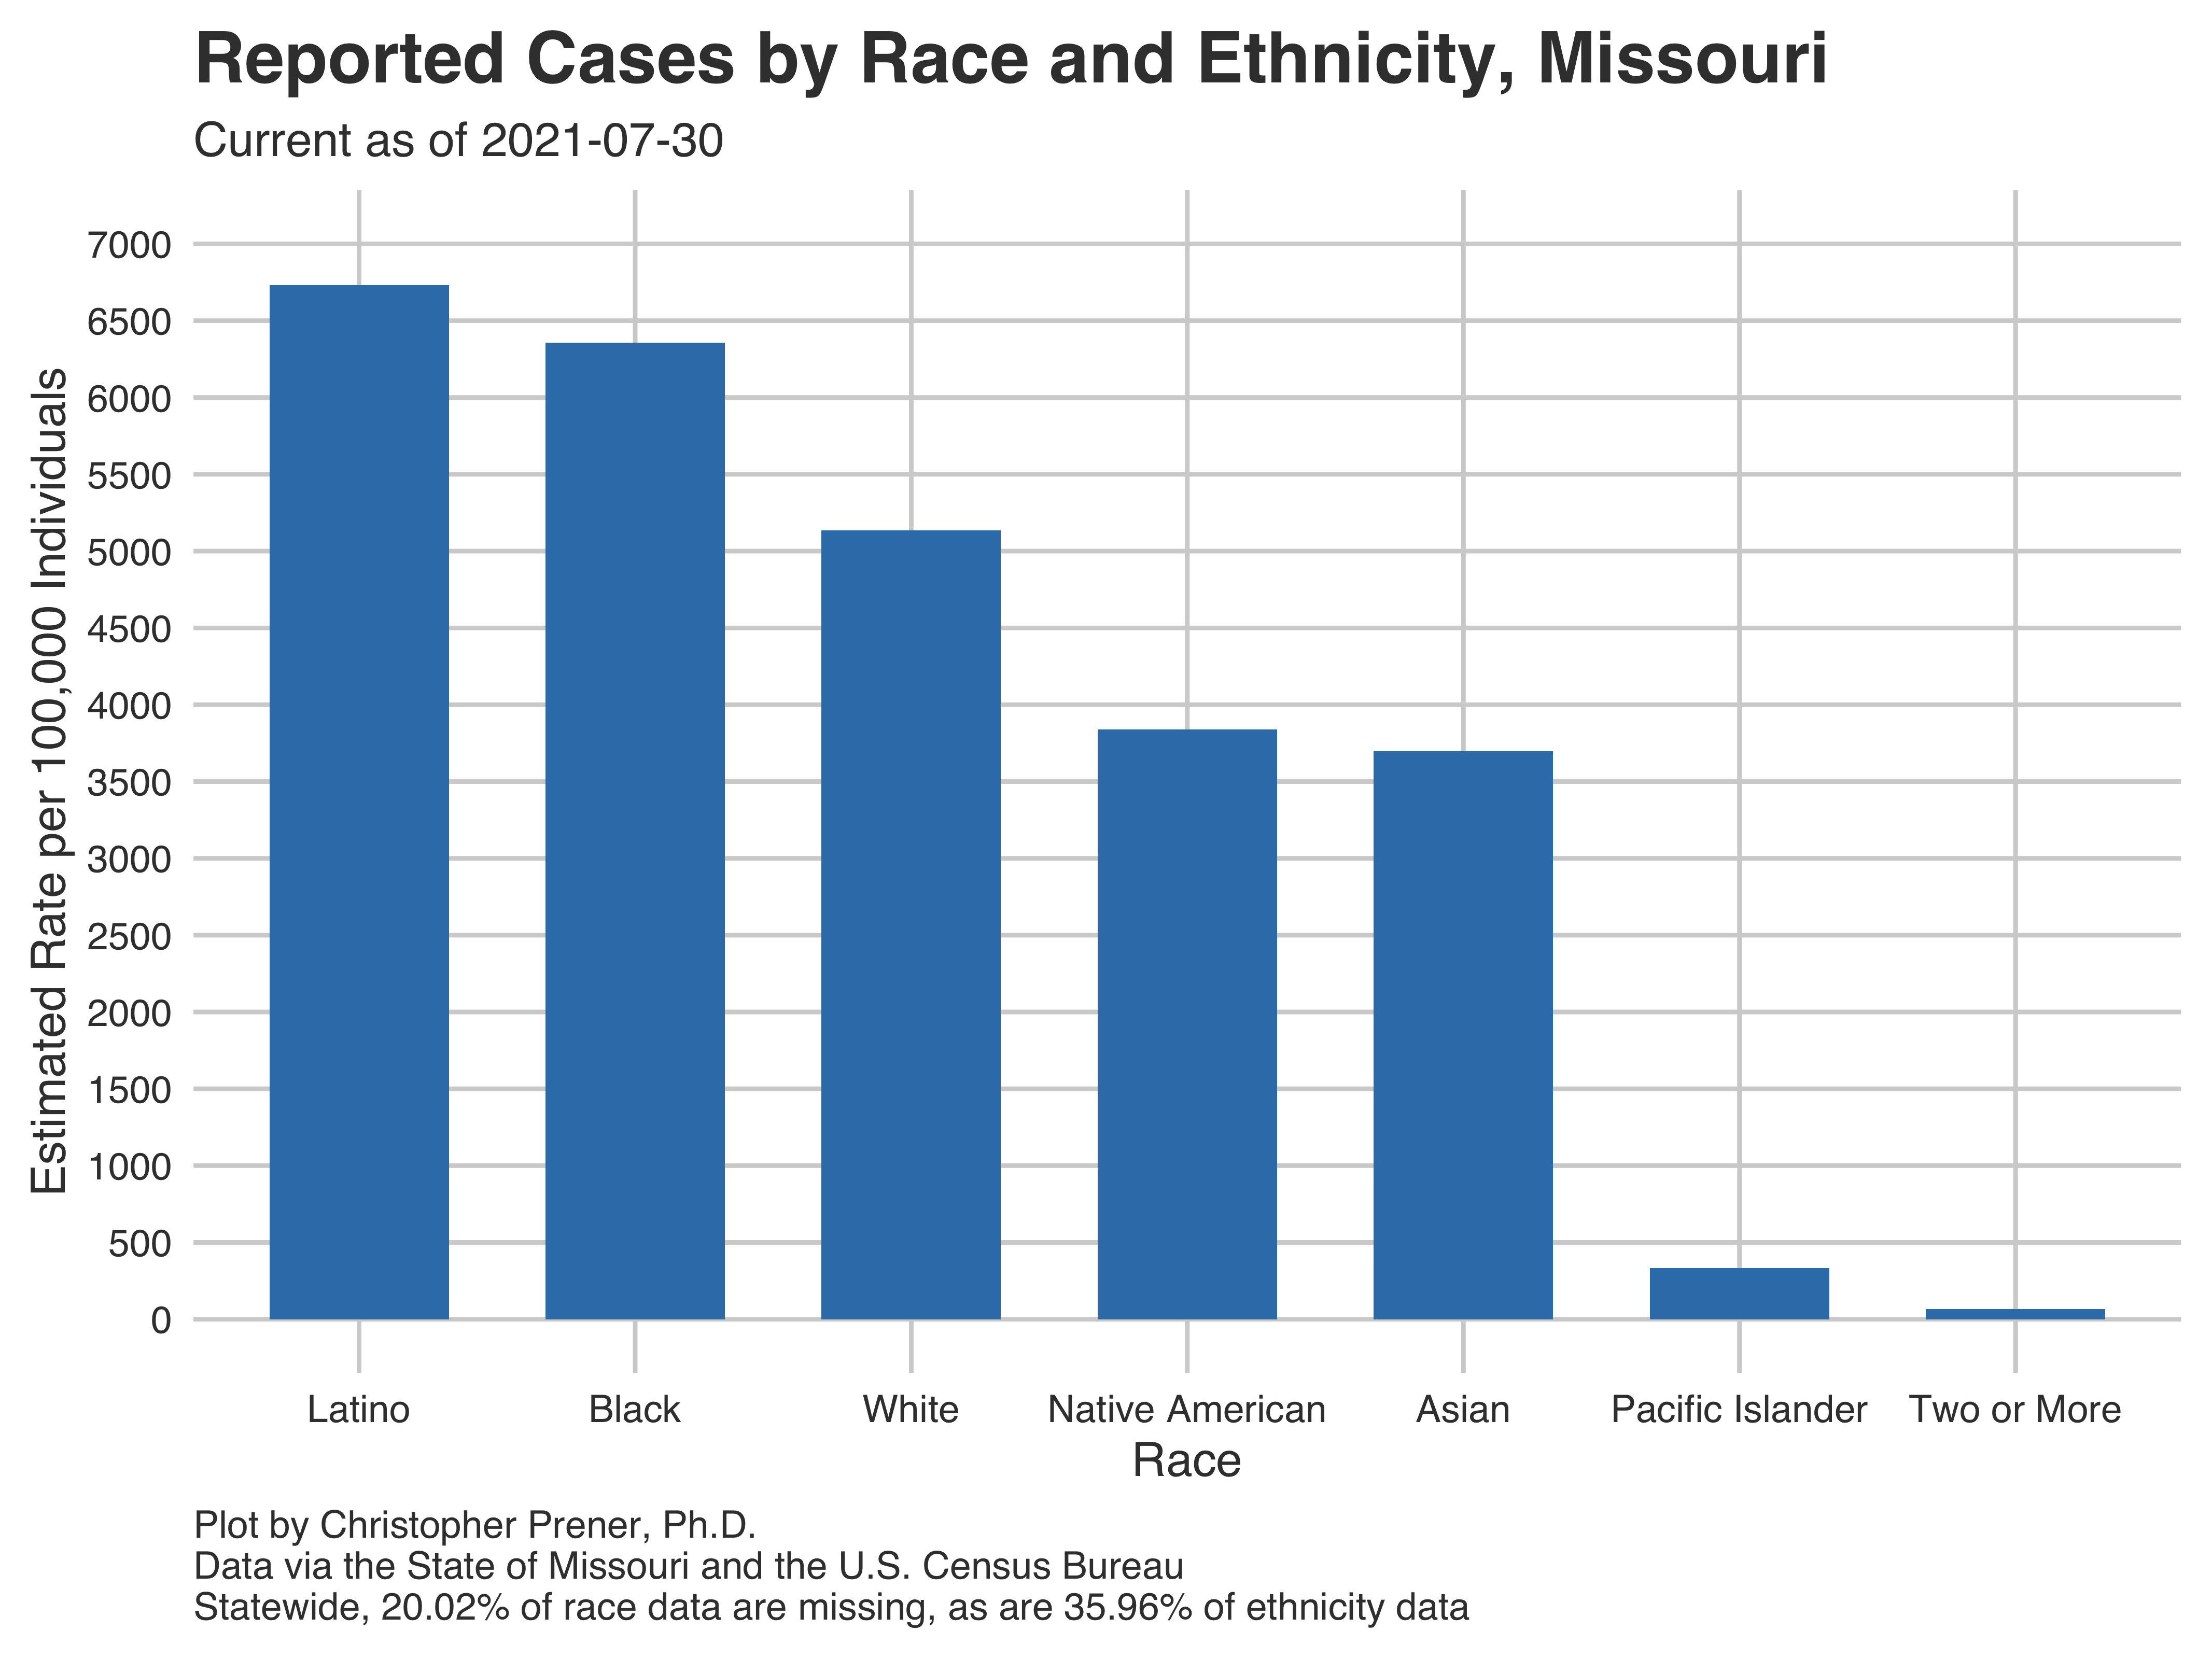 Reported Cases by Race and Ethnicity, Missouri
Current as of 2021-07-30
Estimated Rate per 100,000 Individuals
7000
6500
6000
5500
5000
4500
4000
3500
3000
2500
2000
1500
1000
500
0
Latino Black White Native American Asian Pacific Islander Two or More
Race
Plot by Christopher Prener, Ph.D.
Data via the State of Missouri and the U.S. Census Bureau
Statewide, 20.02% of race data are missing, as are 35.96% of ethnicity data